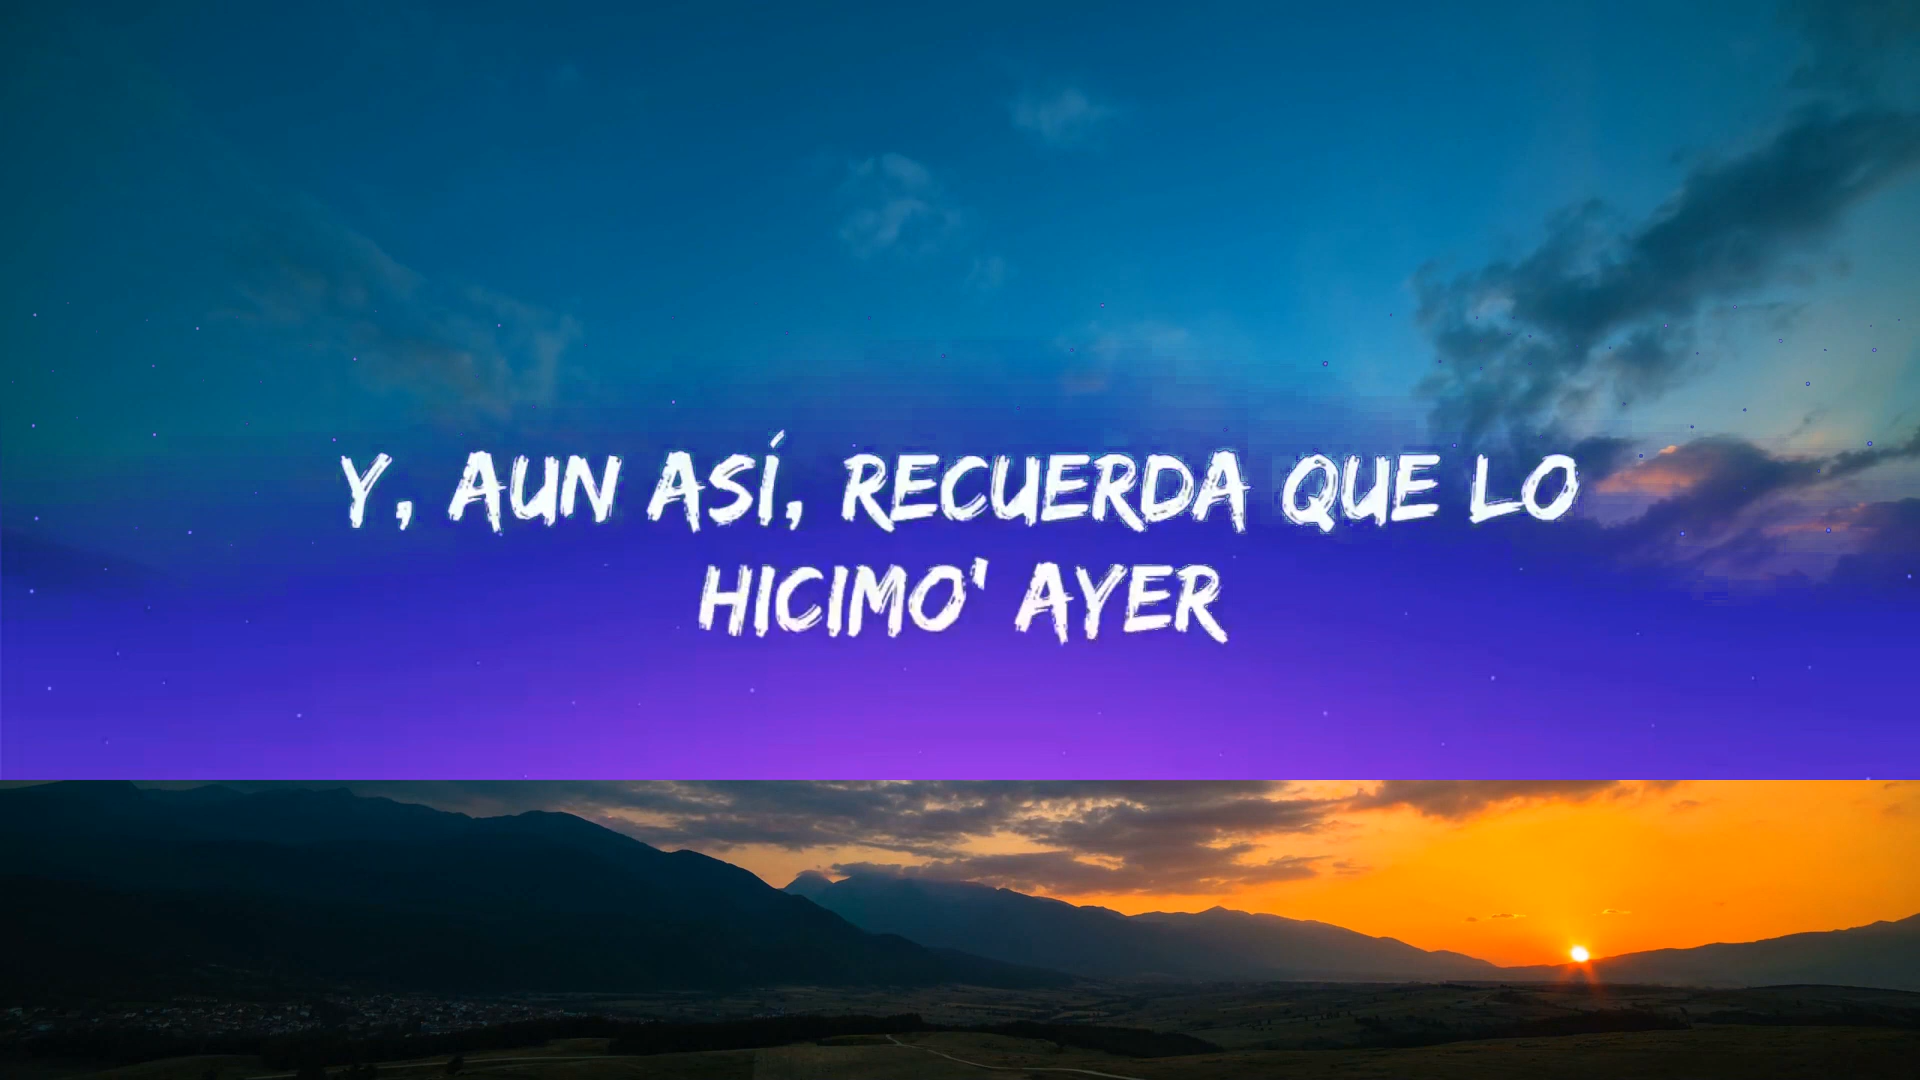 Y, AUN ASÍ, RECUERDA QUE LO
HICIMO' AYER